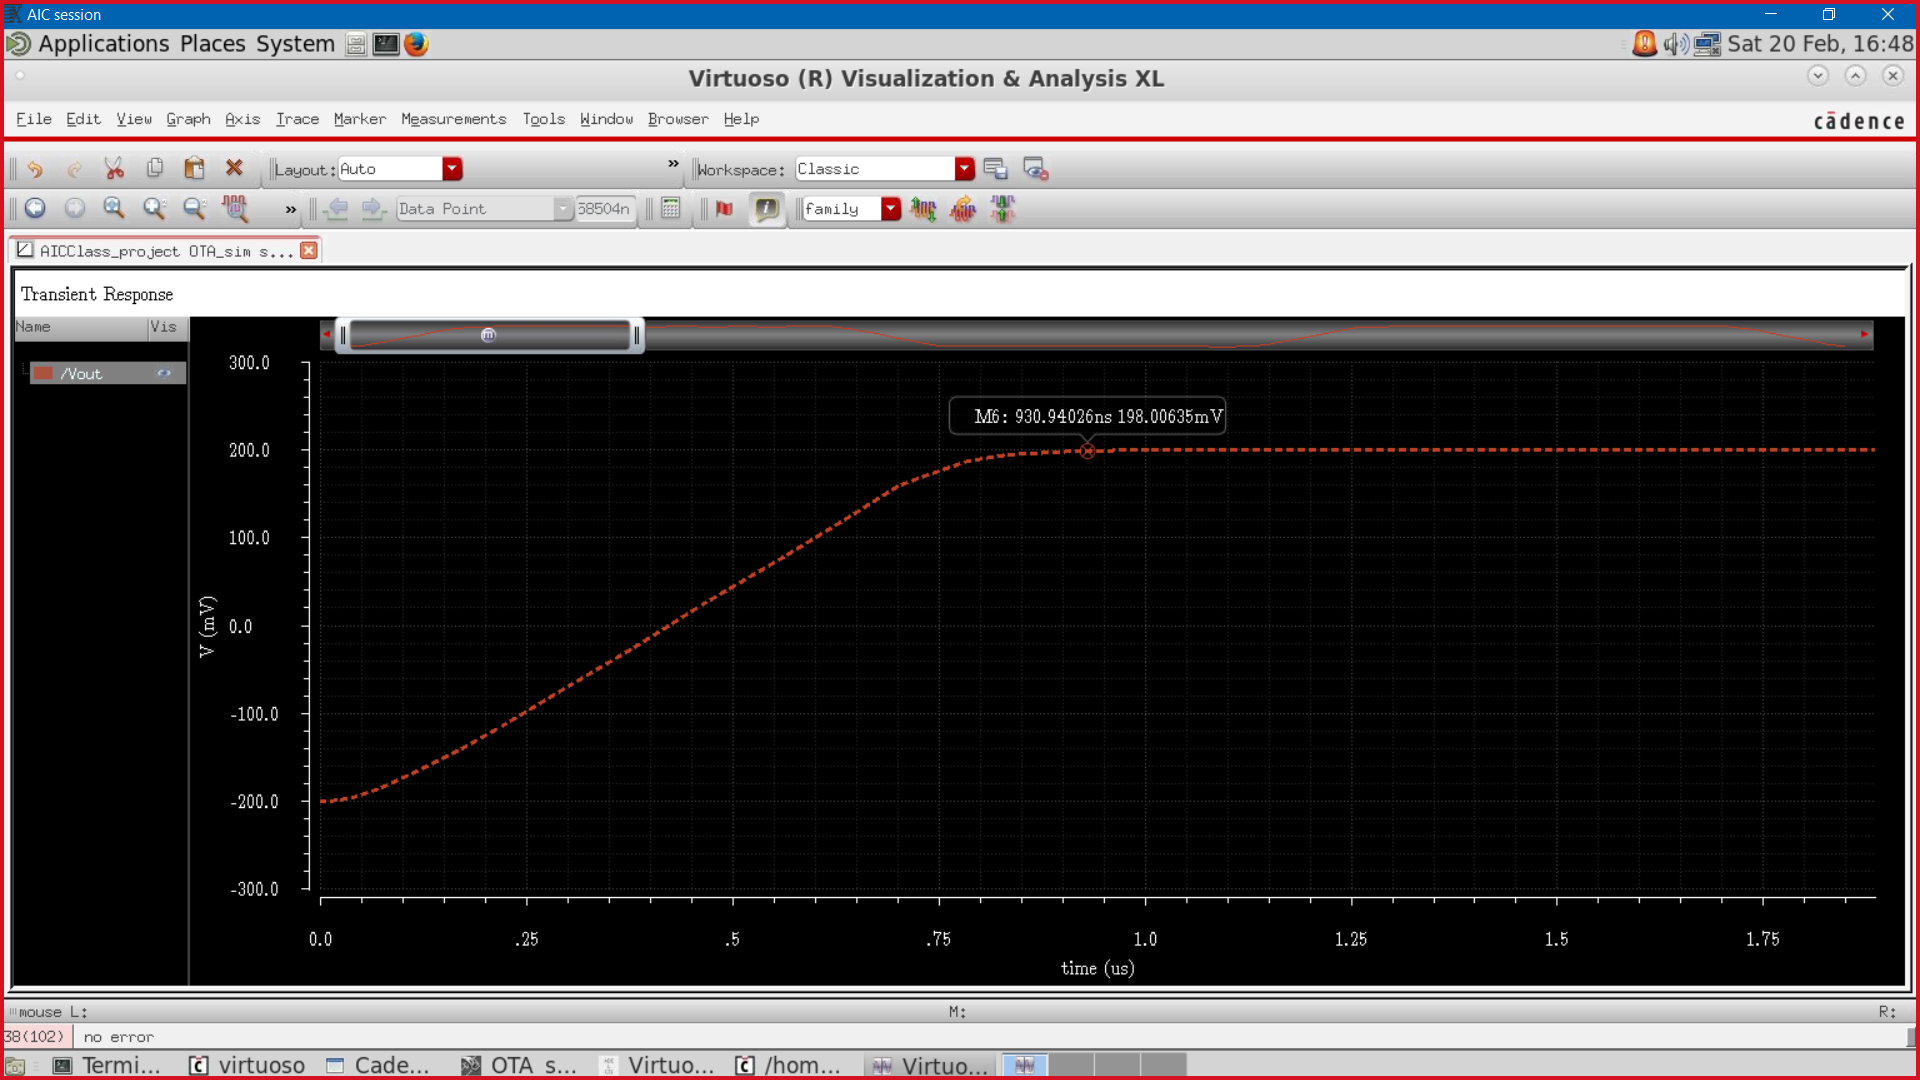 AIC session
Applications Places System
Sat 20 Feb, 16:48
Virtuoso (R) Visualization & Analysis XL
File Edit View Graph Axis Trace Marker Measurements Tools Window Browser Help
cādence
Layout: Auto
» Workspace: Classic
» Data Point 58504n family
AICClass_project OTA_sim s...
Transient Response
Name Vis
/Vout
m
300.0
200.0
100.0
0.0
-100.0
-200.0
-300.0
V (mV)
M6: 930.94026ns 198.00635mV
0.0 .25 .5 .75 1.0 1.25 1.5 1.75
time (us)
mouse L: M: R:
38(102) no error
Termi... virtuoso Cade... OTA s... Virtuo... /hom... Virtuo...